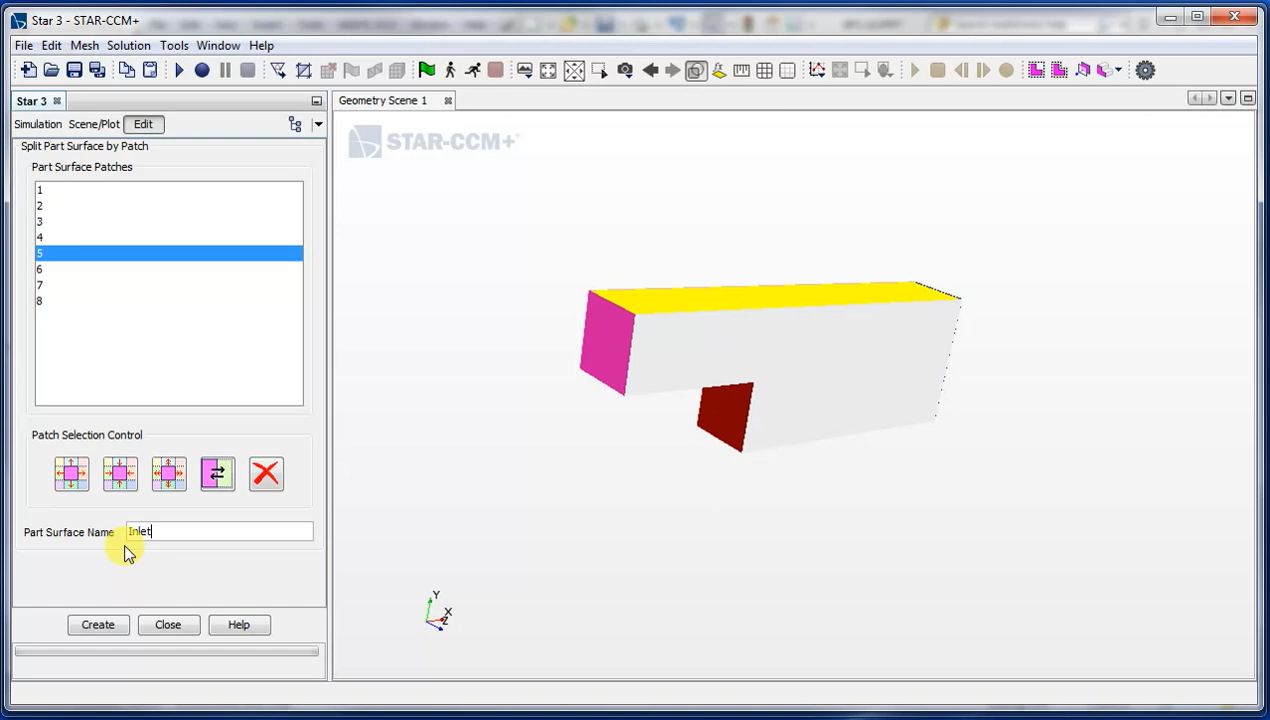 Star 3 - STAR-CCM+
File Edit Mesh Solution Tools Window Help
Star 3
Geometry Scene 1
Simulation Scene/Plot Edit
STAR-CCM+
Split Part Surface by Patch
Part Surface Patches
1
2
3
4
5
6
7
8
Patch Selection Control
Part Surface Name Inlet
Y
X
Z
Create Close Help